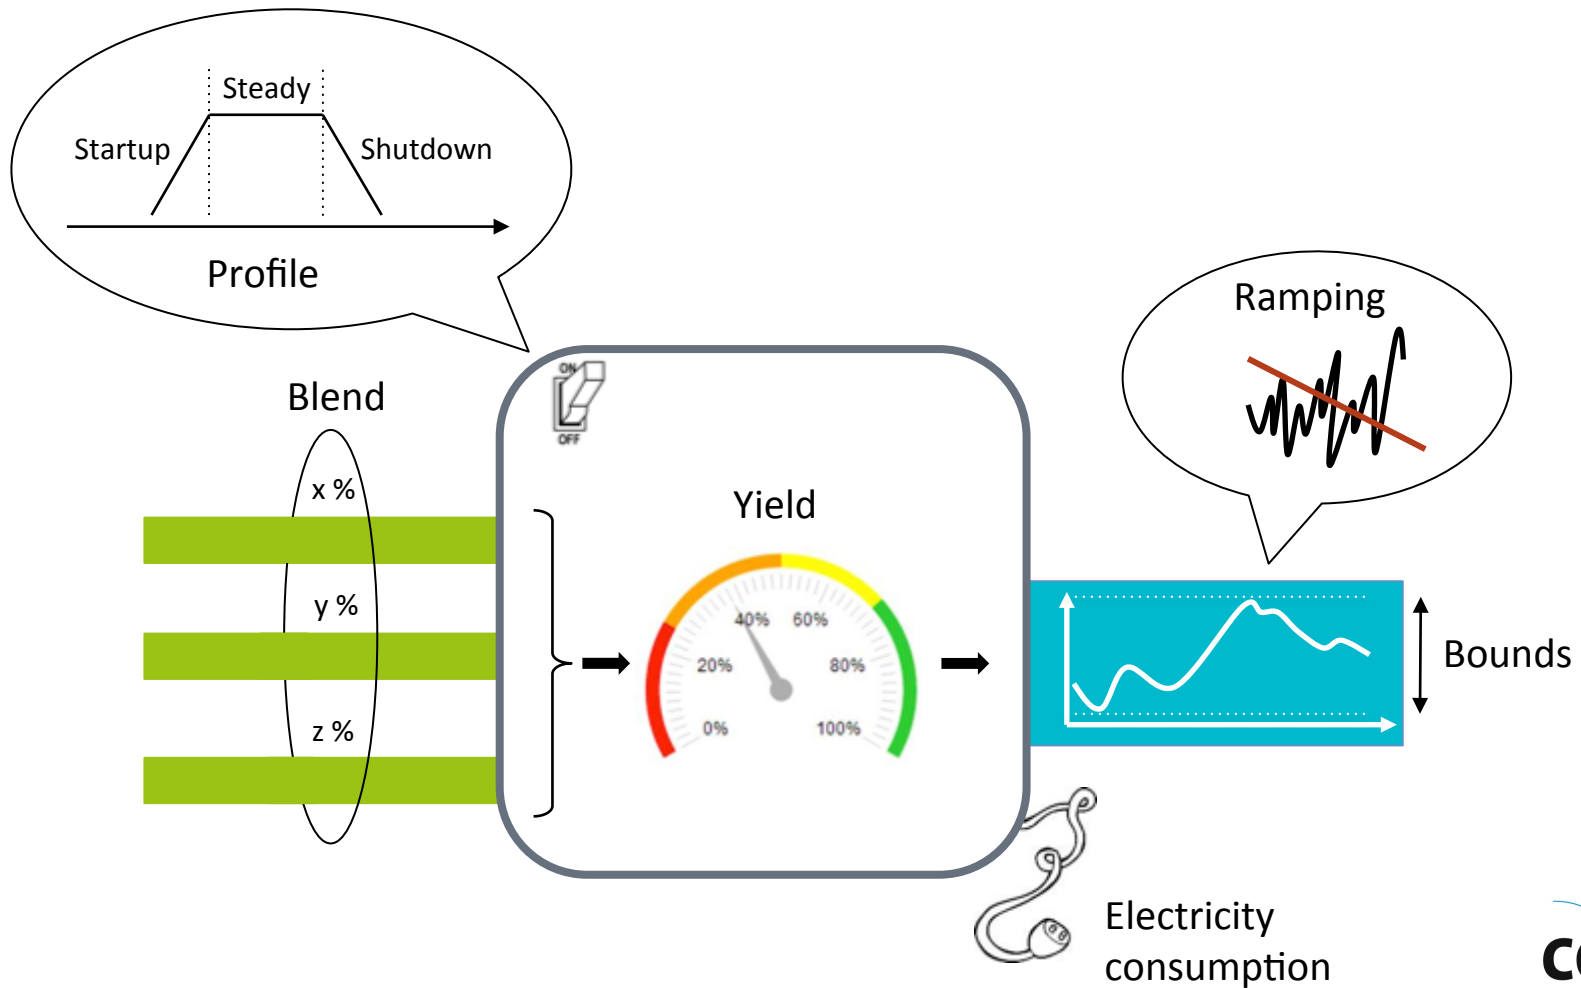 Steady
Startup
Shutdown
Profile
Ramping
Blend
ON
OFF
x %
y %
z %
Yield
0%
20%
40%
60%
80%
100%
Bounds
Electricity
consumption